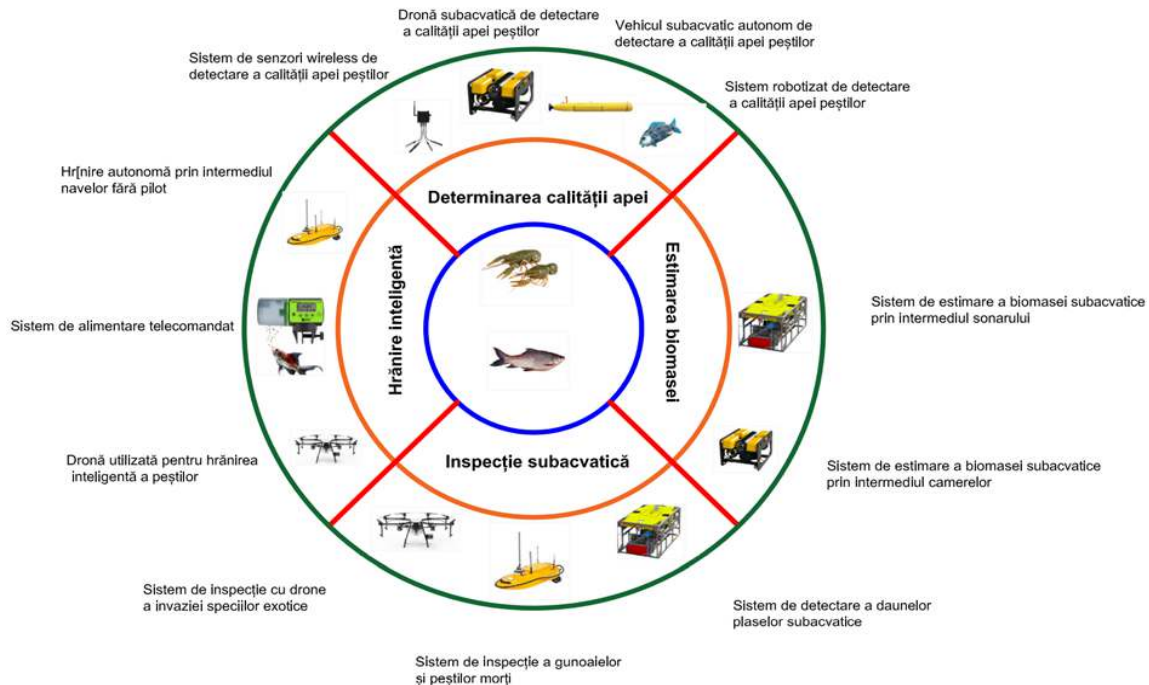 Dronă subacvatică de detectare
a calității apei peștilor
Vehicul subacvatic autonom de
detectare a calității apei peștilor
Sistem de senzori wireless de
detectare a calității apei peștilor
Sistem robotizat de detectare
a calității apei peștilor
Hr[nire autonomă prin intermediul
navelor fără pilot
Determinarea calității apei
Hrănire inteligentă
Estimarea biomasei
Sistem de estimare a biomasei subacvatice
prin intermediul sonarului
Sistem de alimentare telecomandat
Inspecție subacvatică
Dronă utilizată pentru hrănirea
inteligentă a peștilor
Sistem de estimare a biomasei subacvatice
prin intermediul camerelor
Sistem de inspecție cu drone
a invaziei speciilor exotice
Sistem de detectare a daunelor
plaselor subacvatice
Sistem de inspecție a gunoaielor
și peștilor morți